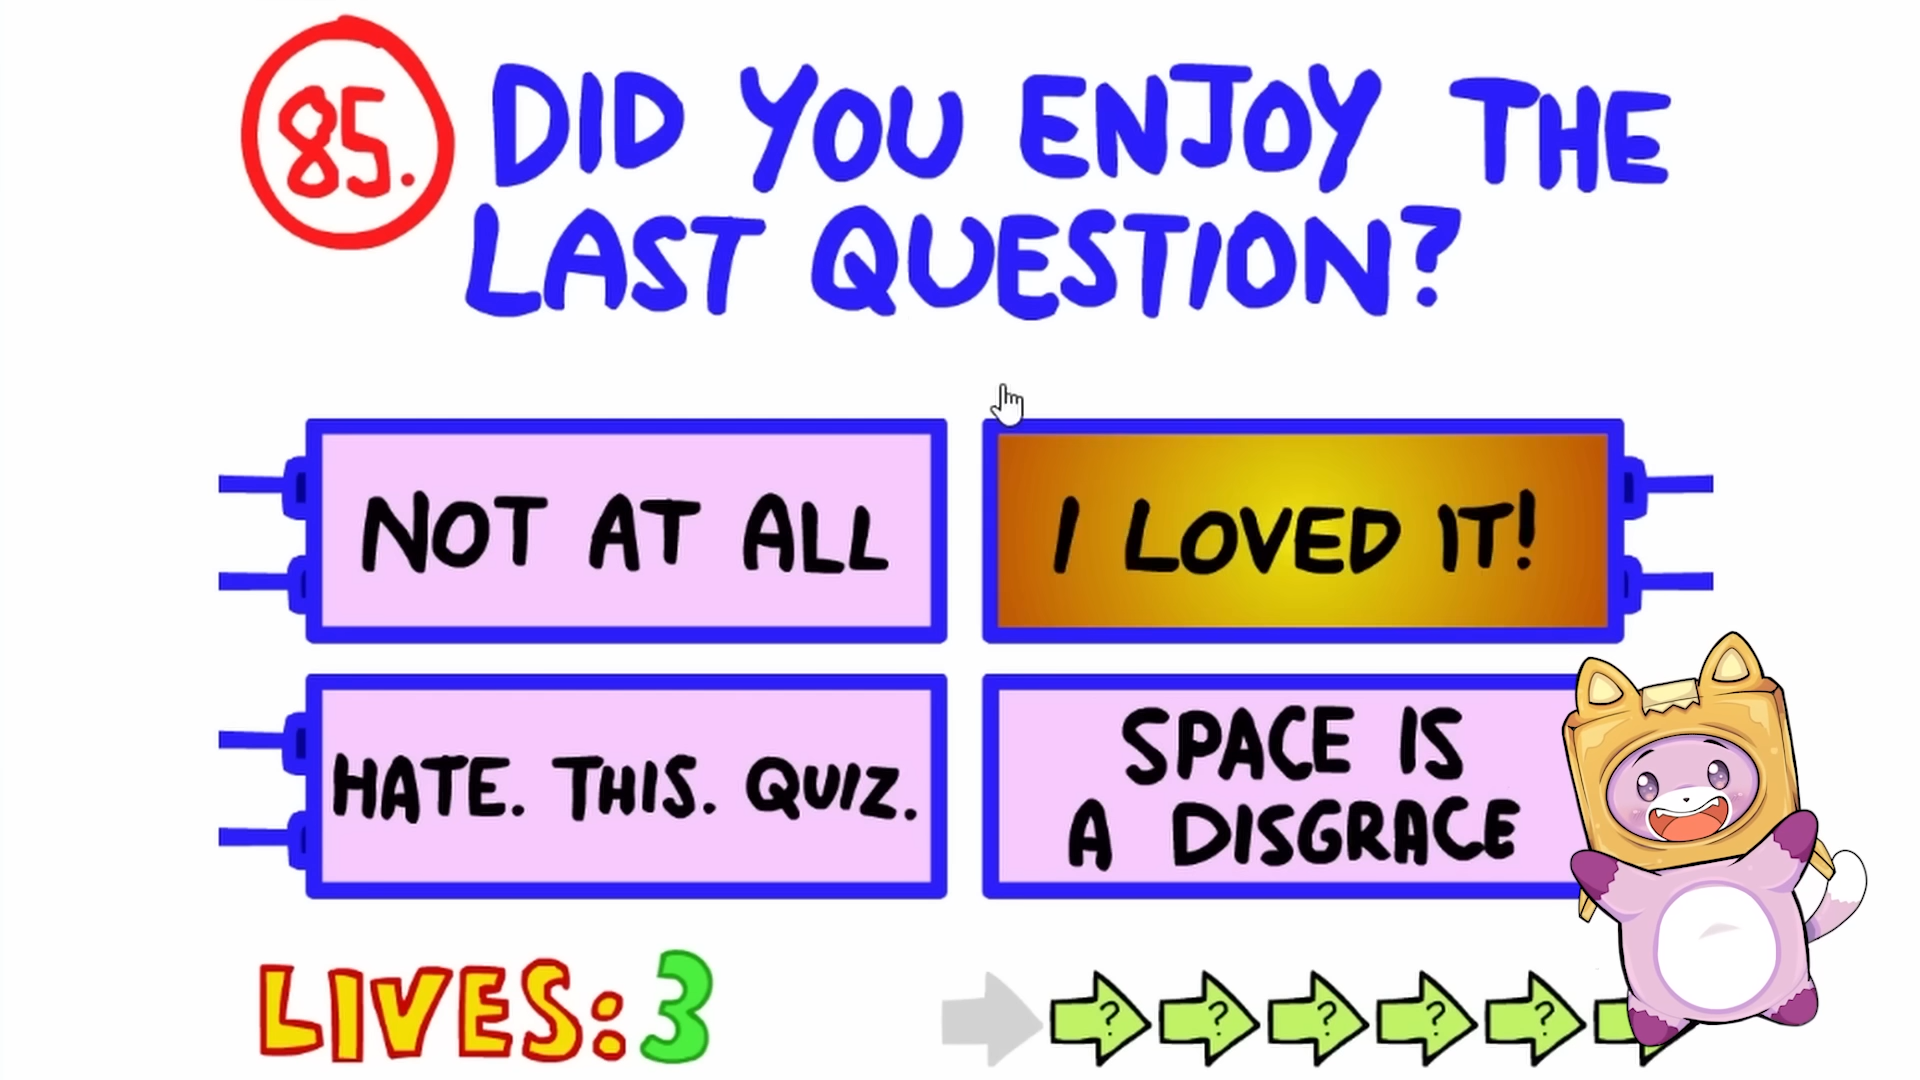 85. DID YOU ENJOY THE
LAST QUESTION?
NOT AT ALL
I LOVED IT!
HATE. THIS. QUIZ.
SPACE IS
A DISGRACE
LIVES: 3
? ? ? ? ?